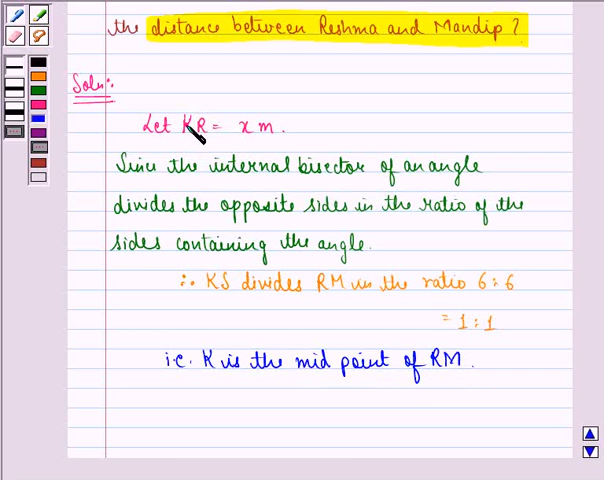 the distance between Reshma and Mandip?
Soln:
Let KR = x m.
Since the internal bisector of an angle
divides the opposite sides in the ratio of the
sides containing the angle.
∴ KS divides RM in the ratio 6:6
= 1:1
i.e. K is the mid point of RM.